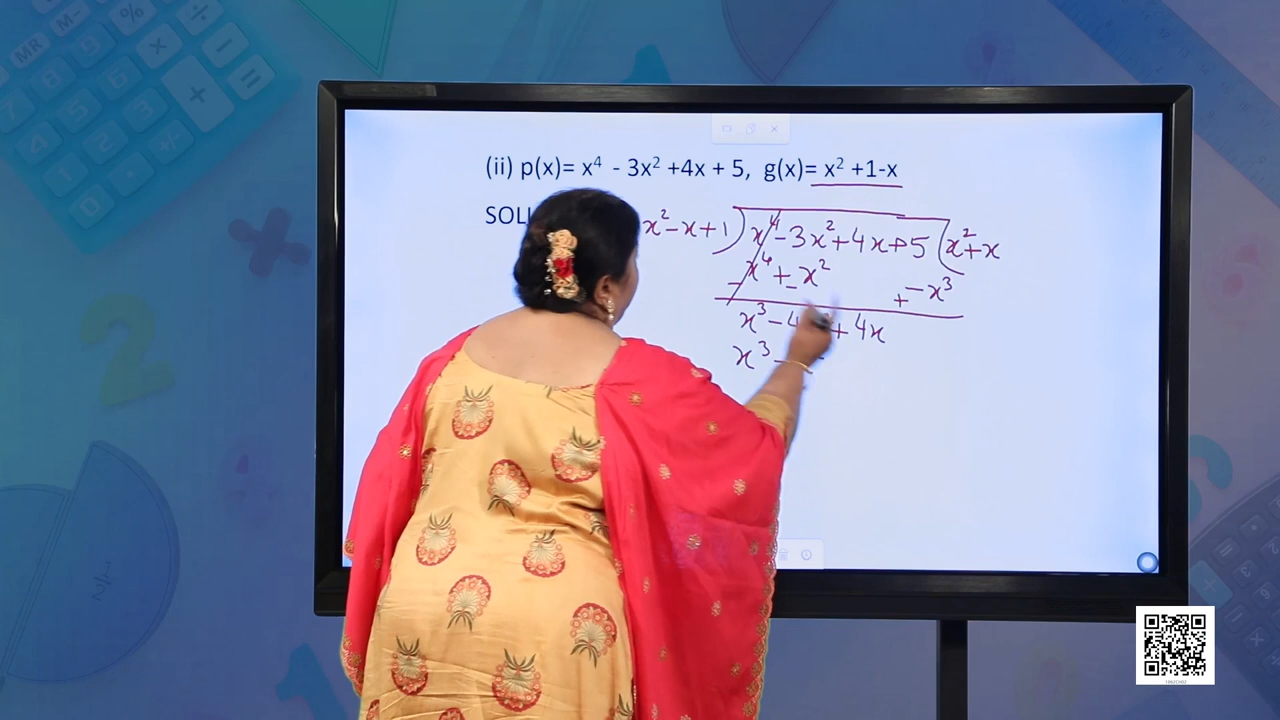 (ii) p(x)= x⁴ - 3x² +4x + 5, g(x)= x² +1-x
x²-x+1) x⁴-3x²+4x+5 (x²+x
x⁴+x² -x³
- - +
x³-4 +4x
x³-